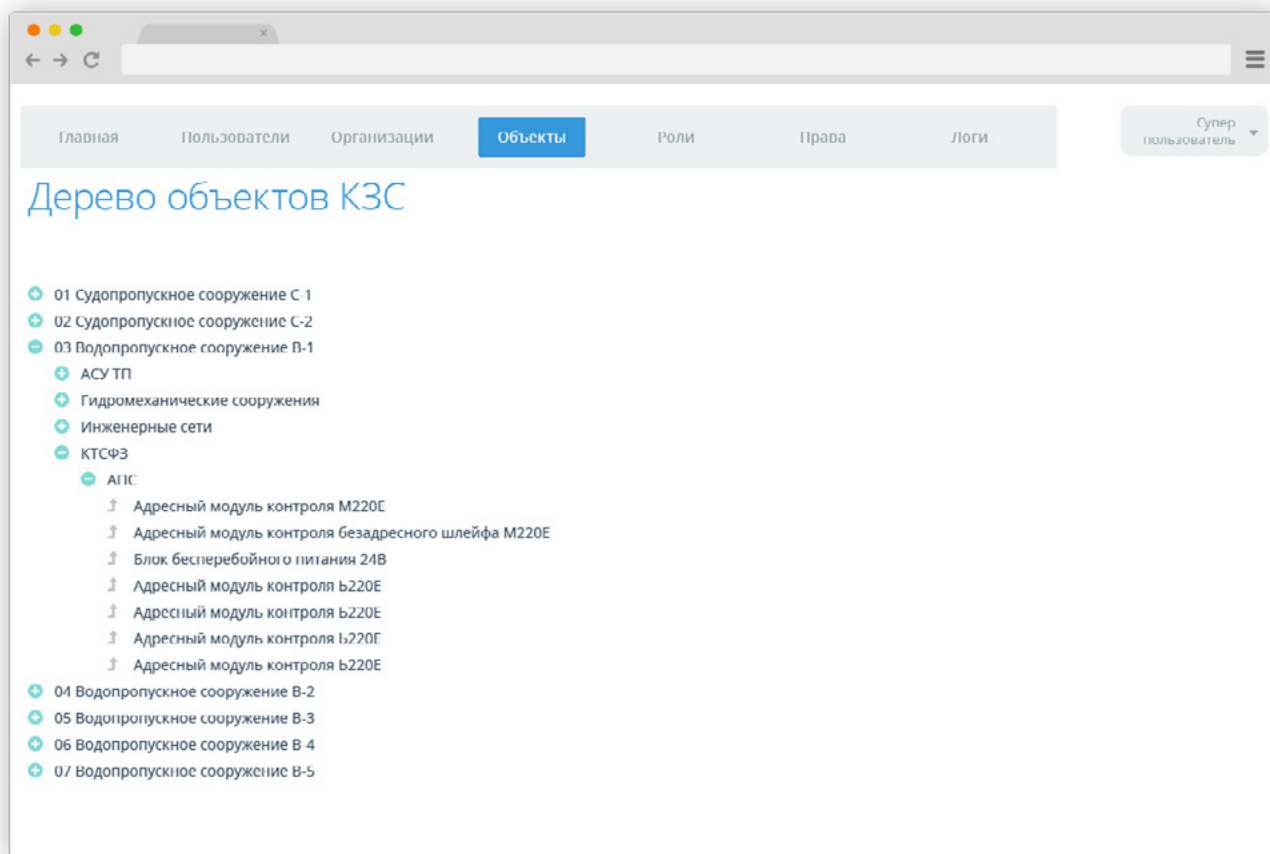 Главная Пользователи Организации Объекты Роли Права Логи
Супер
пользователь
Дерево объектов КЗС
01 Судопропускное сооружение С-1
02 Судопропускное сооружение С-2
03 Водопропускное сооружение В-1
АСУ ТП
Гидромеханические сооружения
Инженерные сети
КТСФЗ
АПС
Адресный модуль контроля М220Е
Адресный модуль контроля безадресного шлейфа М220Е
Блок бесперебойного питания 24В
Адресный модуль контроля Б220Е
Адресный модуль контроля Б220Е
Адресный модуль контроля Б220Е
Адресный модуль контроля Б220Е
04 Водопропускное сооружение В-2
05 Водопропускное сооружение В-3
06 Водопропускное сооружение В-4
07 Водопропускное сооружение В-5